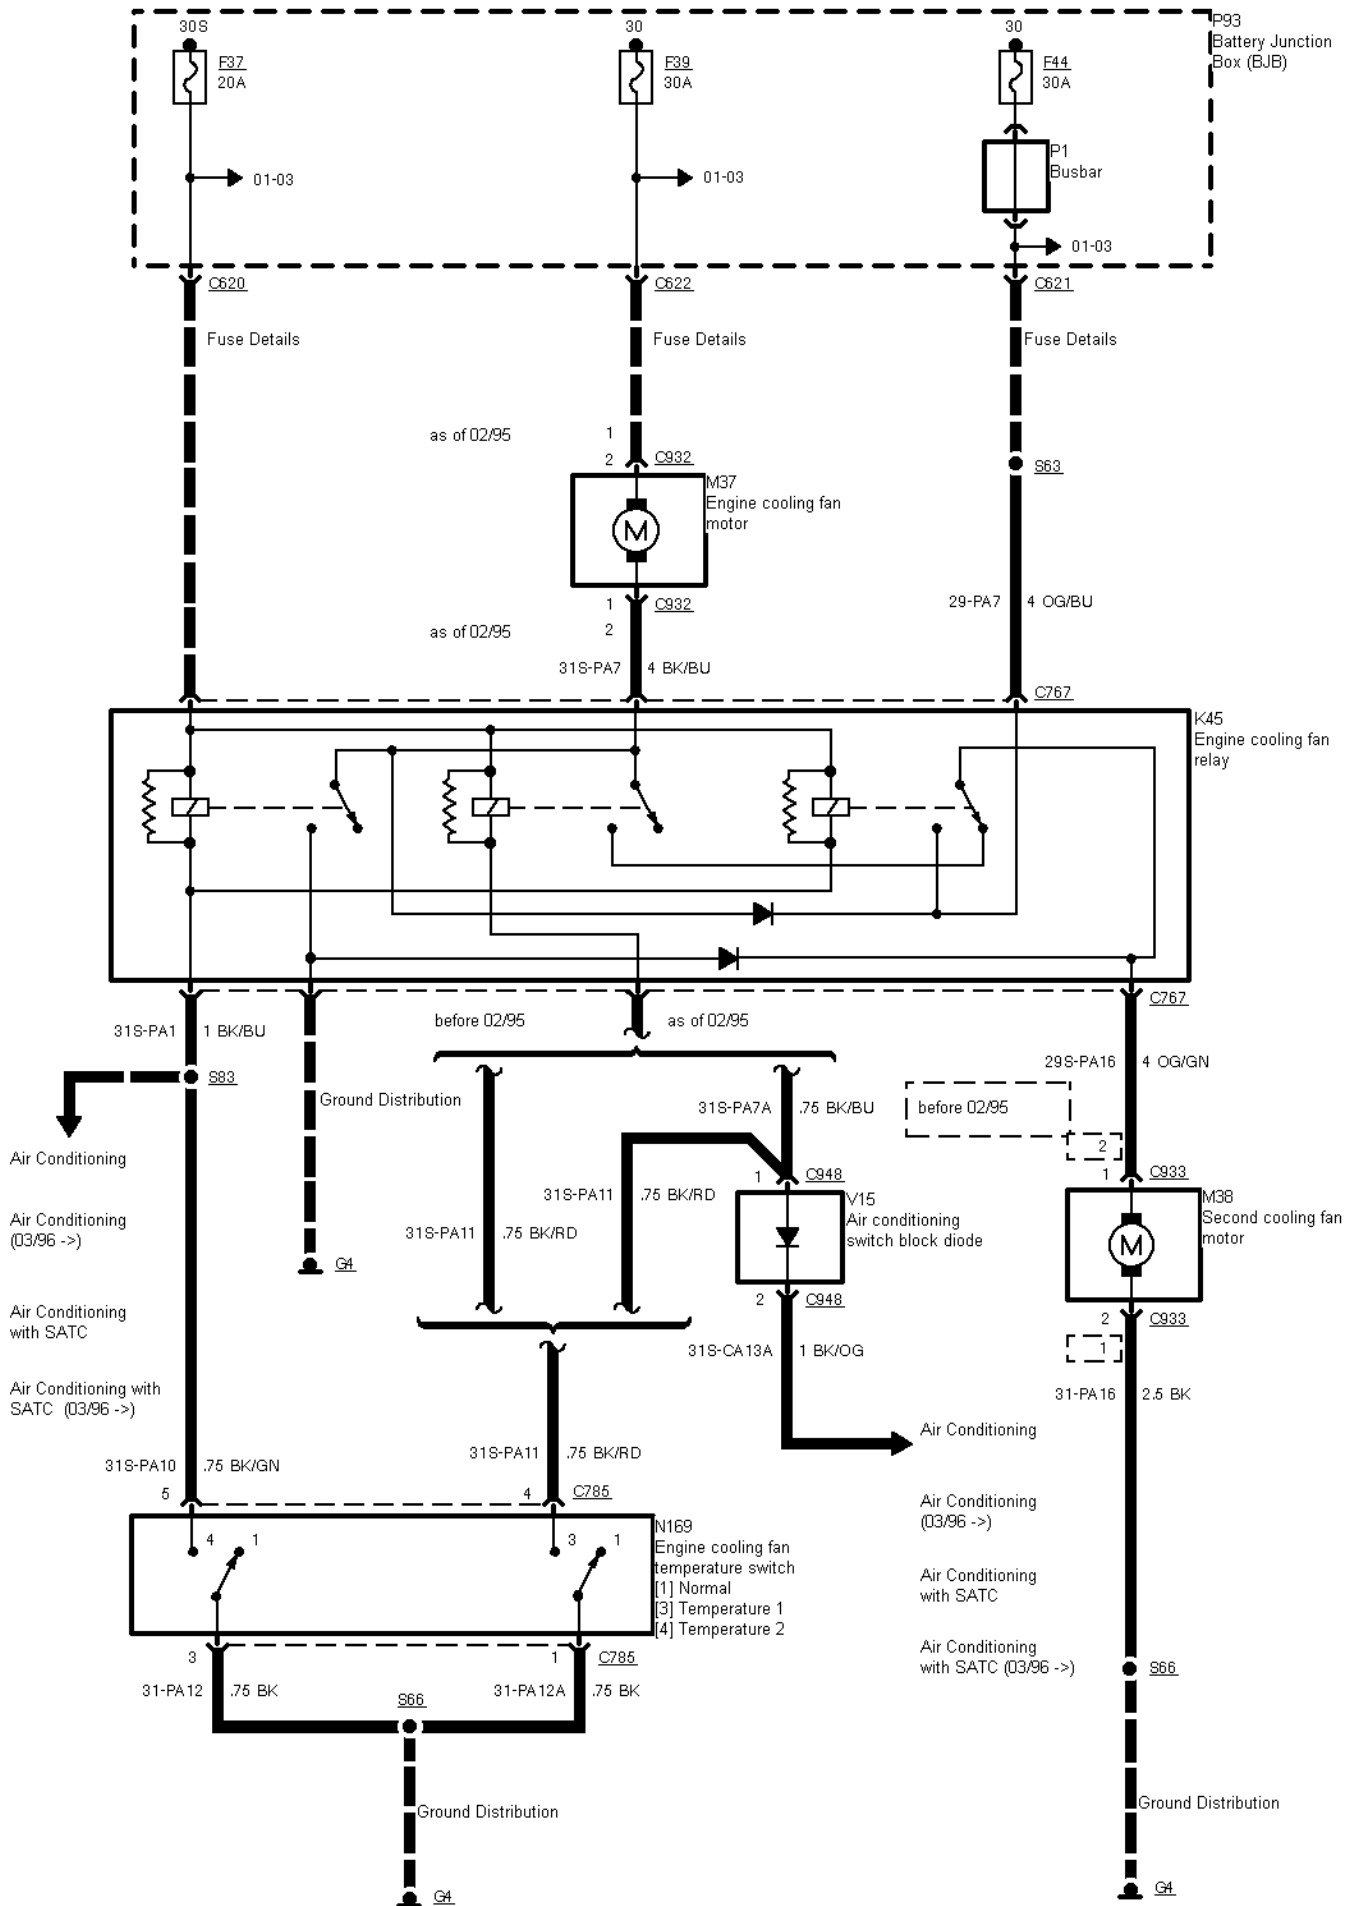 30S
30
30
P93
Battery Junction
Box (BJB)
F37
20A
F39
30A
F44
30A
P1
Busbar
01-03
01-03
01-03
C620
C622
C621
Fuse Details
Fuse Details
Fuse Details
as of 02/95
1
2
C932
S63
M37
Engine cooling fan
motor
M
1
C932
as of 02/95
2
29-PA7
4 OG/BU
31S-PA7
4 BK/BU
C767
K45
Engine cooling fan
relay
C767
31S-PA1
1 BK/BU
before 02/95
as of 02/95
S83
29S-PA16
4 OG/GN
Ground Distribution
31S-PA7A
.75 BK/BU
before 02/95
2
Air Conditioning
1
C948
1
C933
31S-PA11
.75 BK/RD
V15
Air conditioning
switch block diode
M38
Second cooling fan
motor
M
Air Conditioning
(03/96 ->)
31S-PA11
.75 BK/RD
G4
2
C948
2
C933
Air Conditioning
with SATC
31S-CA13A
1 BK/OG
1
Air Conditioning with
SATC (03/96 ->)
31-PA16
2.5 BK
Air Conditioning
31S-PA10
.75 BK/GN
31S-PA11
.75 BK/RD
5
4
C785
Air Conditioning
(03/96 ->)
4
1
3
1
N169
Engine cooling fan
temperature switch
[1] Normal
[3] Temperature 1
[4] Temperature 2
Air Conditioning
with SATC
Air Conditioning
with SATC (03/96 ->)
3
1
C785
S66
31-PA12
.75 BK
31-PA12A
.75 BK
S66
Ground Distribution
Ground Distribution
G4
G4